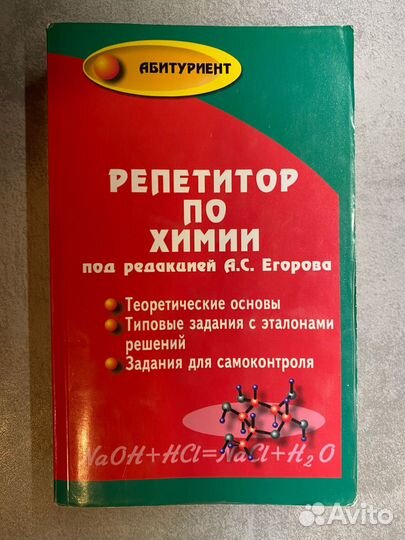 АБИТУРИЕНТ
РЕПЕТИТОР
ПО
ХИМИИ
под редакцией А.С. Егорова
Теоретические основы
Типовые задания с эталонами
решений
Задания для самоконтроля
NaOH+HCl=NaCl+H₂O
Avito